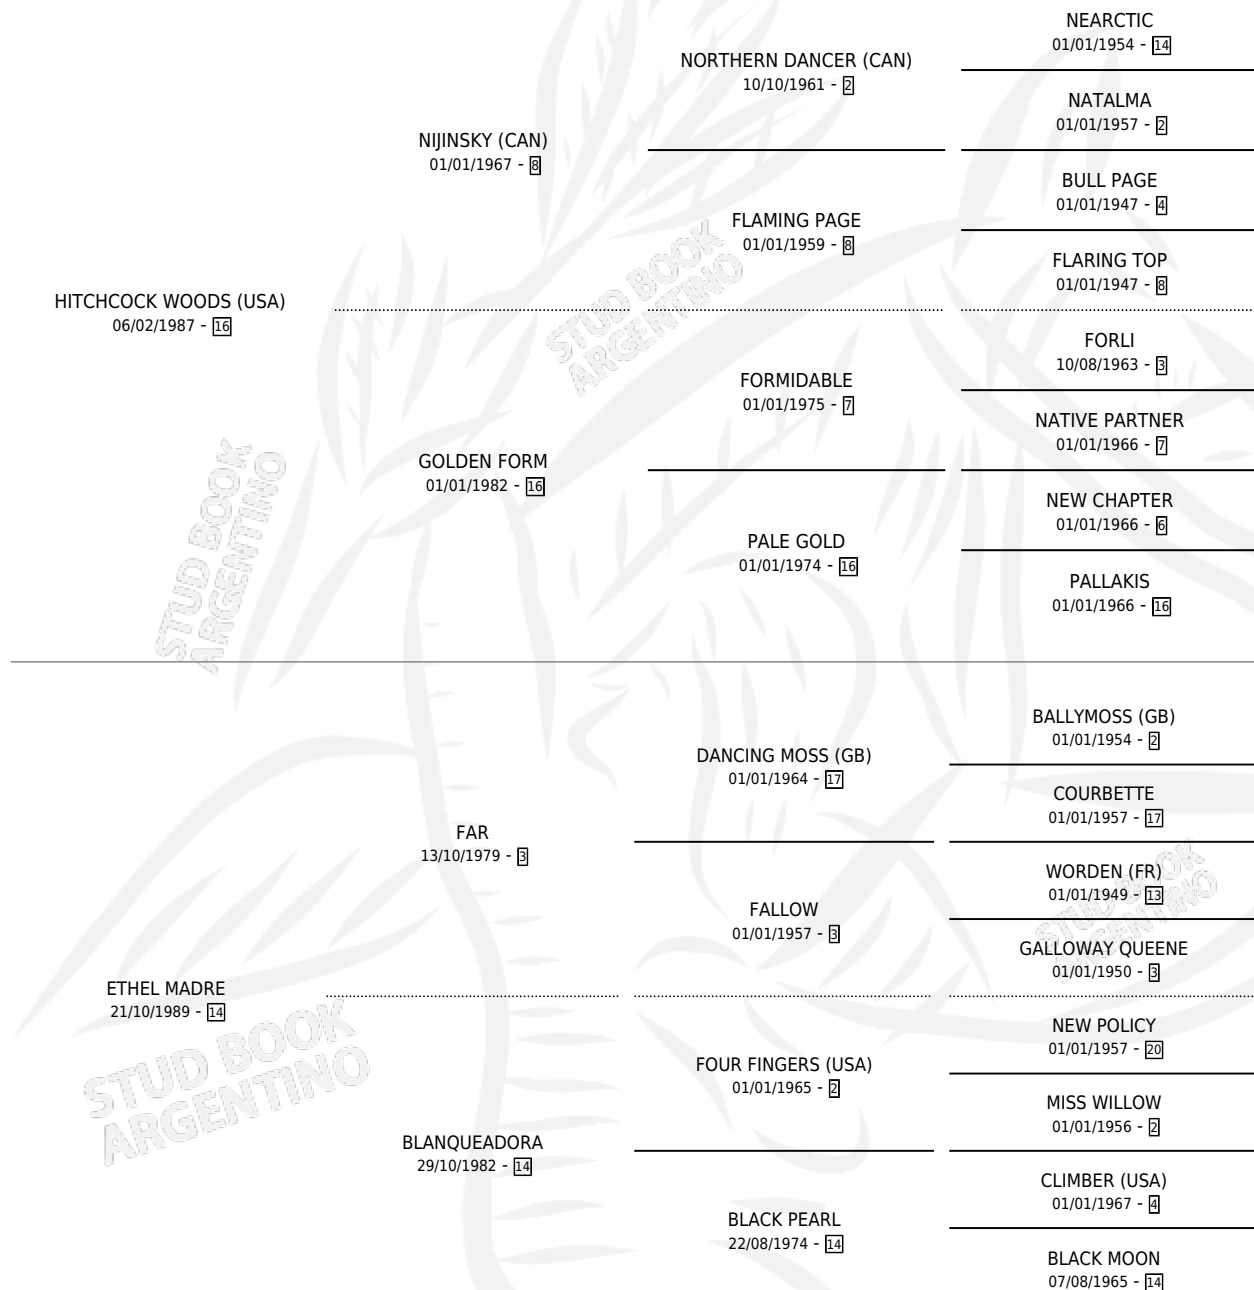 NEARCTIC
01/01/1954 - 14
NORTHERN DANCER (CAN)
10/10/1961 - 2
NATALMA
01/01/1957 - 2
NIJINSKY (CAN)
01/01/1967 - 8
BULL PAGE
01/01/1947 - 4
FLAMING PAGE
01/01/1959 - 8
FLARING TOP
01/01/1947 - 8
HITCHCOCK WOODS (USA)
06/02/1987 - 16
FORLI
10/08/1963 - 3
FORMIDABLE
01/01/1975 - 7
NATIVE PARTNER
01/01/1966 - 7
GOLDEN FORM
01/01/1982 - 16
NEW CHAPTER
01/01/1966 - 6
PALE GOLD
01/01/1974 - 16
PALLAKIS
01/01/1966 - 16
BALLYMOSS (GB)
01/01/1954 - 2
DANCING MOSS (GB)
01/01/1964 - 17
COURBETTE
01/01/1957 - 17
FAR
13/10/1979 - 3
WORDEN (FR)
01/01/1949 - 13
FALLOW
01/01/1957 - 3
GALLOWAY QUEENE
01/01/1950 - 3
ETHEL MADRE
21/10/1989 - 14
NEW POLICY
01/01/1957 - 20
FOUR FINGERS (USA)
01/01/1965 - 2
MISS WILLOW
01/01/1956 - 2
BLANQUEADORA
29/10/1982 - 14
CLIMBER (USA)
01/01/1967 - 4
BLACK PEARL
22/08/1974 - 14
BLACK MOON
07/08/1965 - 14
STUD BOOK
ARGENTINO
STUD BOOK
ARGENTINO
STUD BOOK
ARGENTINO
STUD BOOK
ARGENTINO